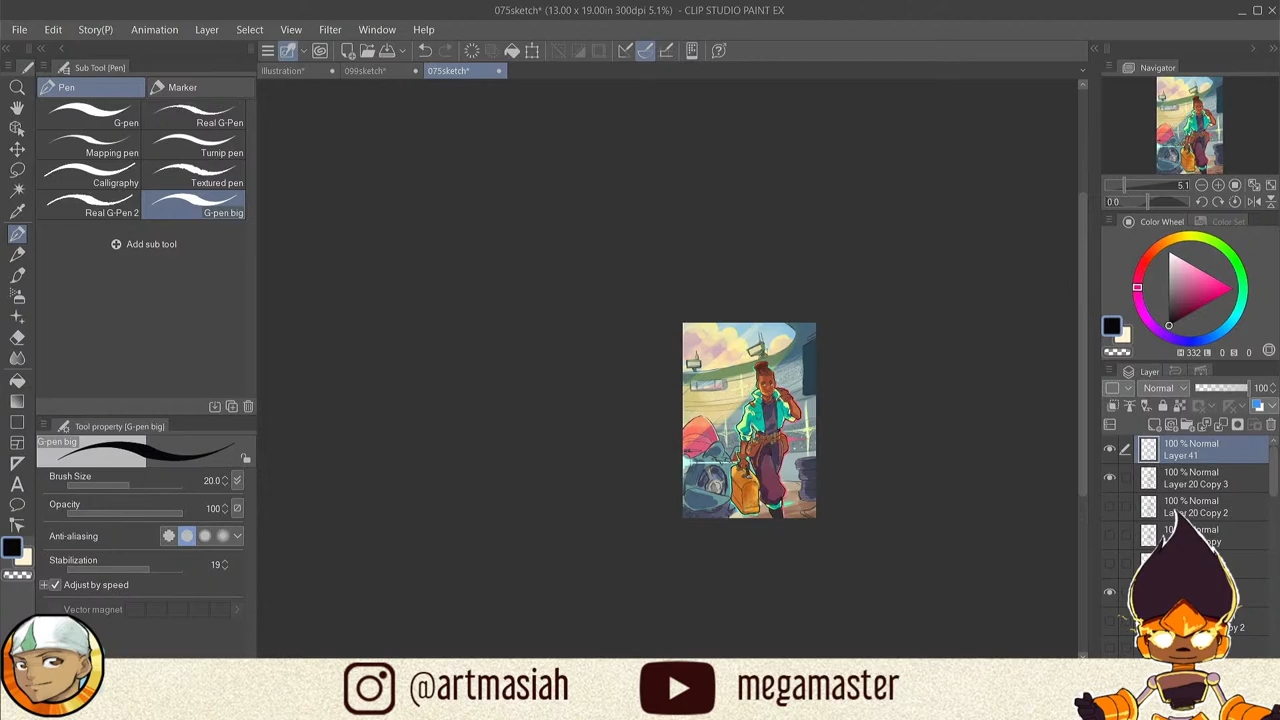 075sketch* (13.00 x 19.00in 300dpi 5.1%) - CLIP STUDIO PAINT EX
File Edit Story(P) Animation Layer Select View Filter Window Help
Sub Tool [Pen]
Illustration* 099sketch* 075sketch*
Navigator
Pen Marker
G-pen Real G-Pen
Mapping pen Turnip pen
Calligraphy Textured pen
Real G-Pen 2 G-pen big
Add sub tool
5.1
0.0
Color Wheel Color Set
H 332 L 0 S 0
Layer
Normal 100
Tool property [G-pen big]
G-pen big
Brush Size 20.0
Opacity 100
Anti-aliasing
Stabilization 19
Adjust by speed
Vector magnet
100 % Normal
Layer 41
100 % Normal
Layer 20 Copy 3
100 % Normal
Layer 20 Copy 2
@artmasiah megamaster